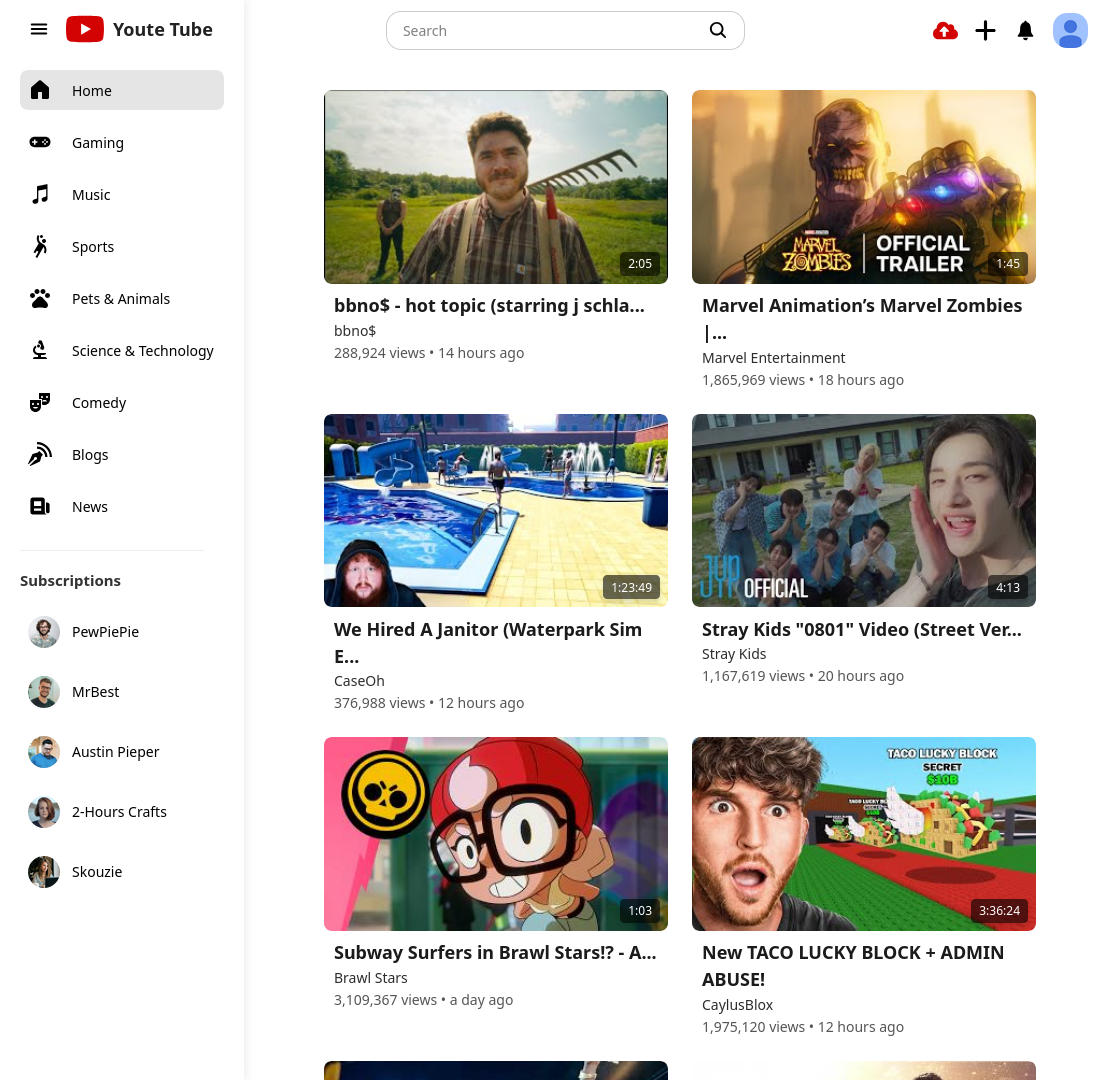 Youte Tube
Search
Home
Gaming
Music
Sports
Pets & Animals
Science & Technology
Comedy
Blogs
News
Subscriptions
PewPiePie
MrBest
Austin Pieper
2-Hours Crafts
Skouzie
2:05
bbno$ - hot topic (starring j schla...
bbno$
288,924 views • 14 hours ago
MARVEL
ZOMBIES
OFFICIAL
TRAILER
1:45
Marvel Animation’s Marvel Zombies
|...
Marvel Entertainment
1,865,969 views • 18 hours ago
1:23:49
We Hired A Janitor (Waterpark Sim
E...
CaseOh
376,988 views • 12 hours ago
JYP OFFICIAL
4:13
Stray Kids "0801" Video (Street Ver...
Stray Kids
1,167,619 views • 20 hours ago
1:03
Subway Surfers in Brawl Stars!? - A...
Brawl Stars
3,109,367 views • a day ago
TACO LUCKY BLOCK
SECRET
$10B
TACO LUCKY BLOCK
SECRET
3:36:24
New TACO LUCKY BLOCK + ADMIN
ABUSE!
CaylusBlox
1,975,120 views • 12 hours ago